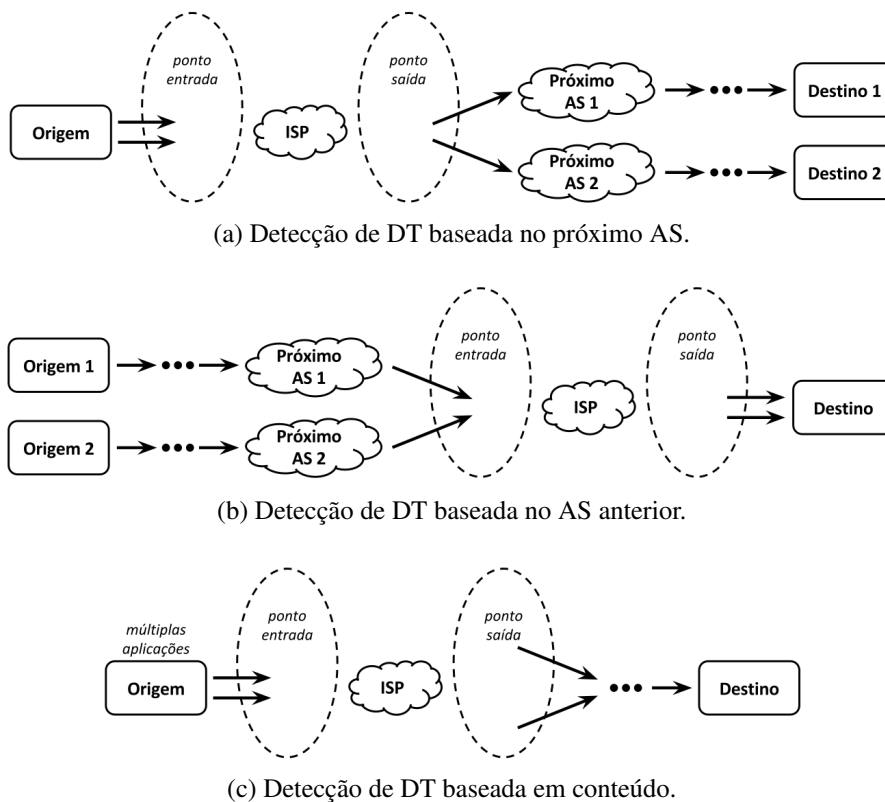 ponto
entrada
ponto
saída
Origem
ISP
Próximo
AS 1
Destino 1
Próximo
AS 2
Destino 2
(a) Detecção de DT baseada no próximo AS.
Origem 1
Próximo
AS 1
ponto
entrada
ponto
saída
ISP
Destino
Origem 2
Próximo
AS 2
(b) Detecção de DT baseada no AS anterior.
múltiplas
aplicações
Origem
ponto
entrada
ISP
ponto
saída
Destino
(c) Detecção de DT baseada em conteúdo.